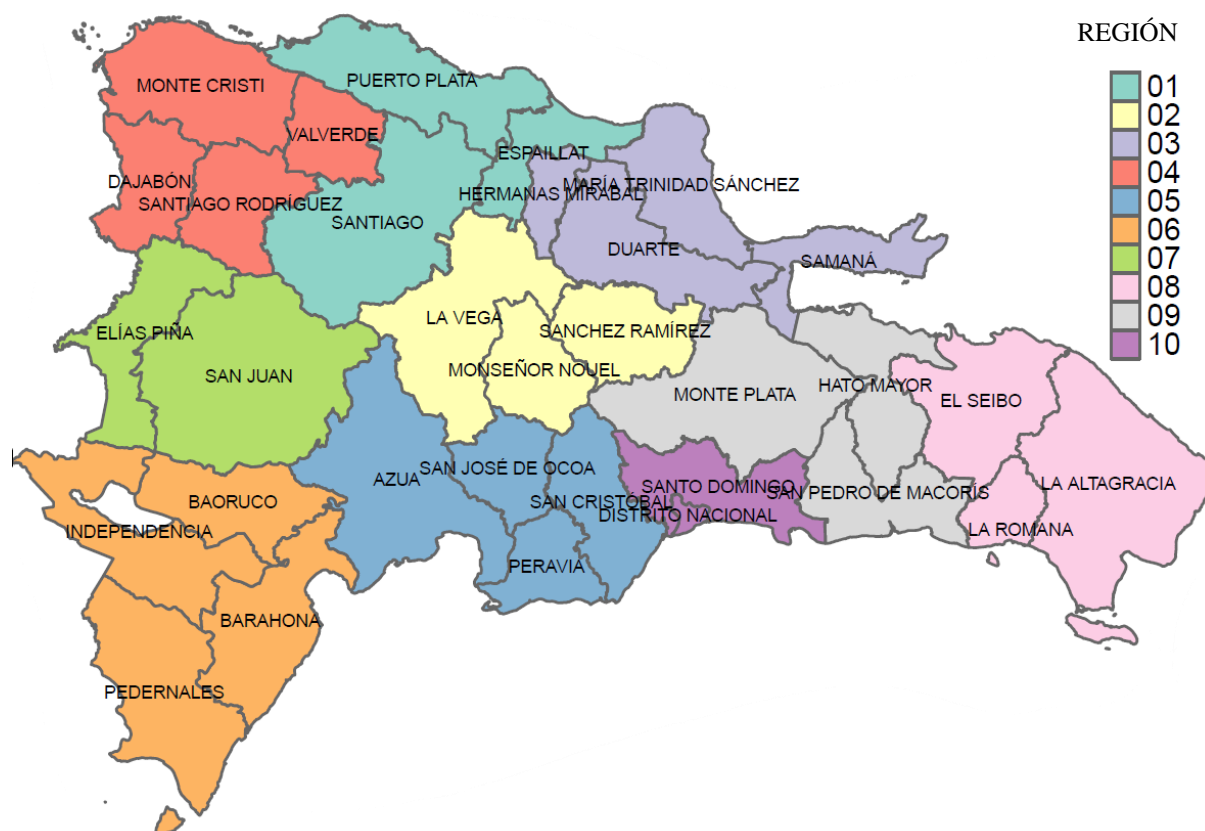 REGIÓN
01
02
03
04
05
06
07
08
09
10
PUERTO PLATA
MONTE CRISTI
VALVERDE
ESPAILLAT
DAJABÓN
MARÍA TRINIDAD SÁNCHEZ
HERMANAS MIRABAL
SANTIAGO RODRÍGUEZ
SANTIAGO
DUARTE
SAMANÁ
LA VEGA
SANCHEZ RAMÍREZ
ELÍAS PIÑA
SAN JUAN
MONSEÑOR NOUEL
HATO MAYOR
MONTE PLATA
EL SEIBO
SAN JOSÉ DE OCOA
AZUA
SANTO DOMINGO
LA ALTAGRACIA
SAN PEDRO DE MACORÍS
BAORUCO
SAN CRISTÓBAL
DISTRITO NACIONAL
INDEPENDENCIA
LA ROMANA
PERAVIA
BARAHONA
PEDERNALES